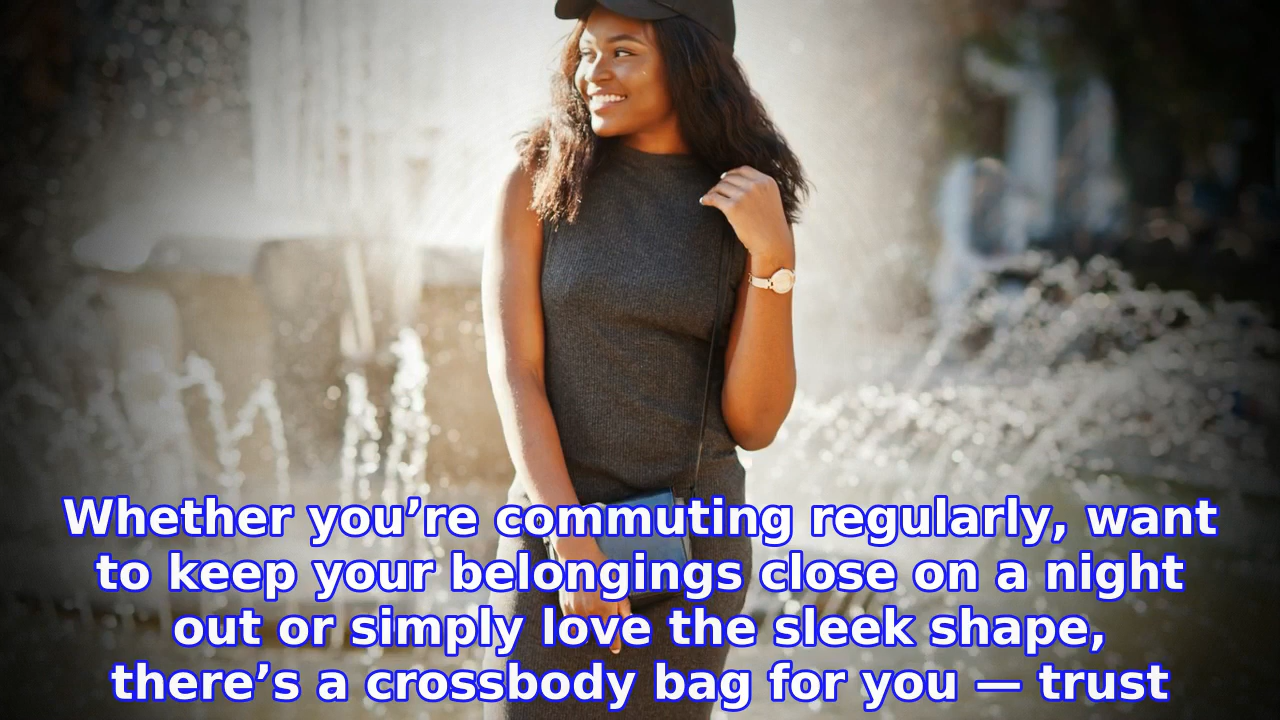 Whether you’re commuting regularly, want
to keep your belongings close on a night
out or simply love the sleek shape,
there’s a crossbody bag for you — trust